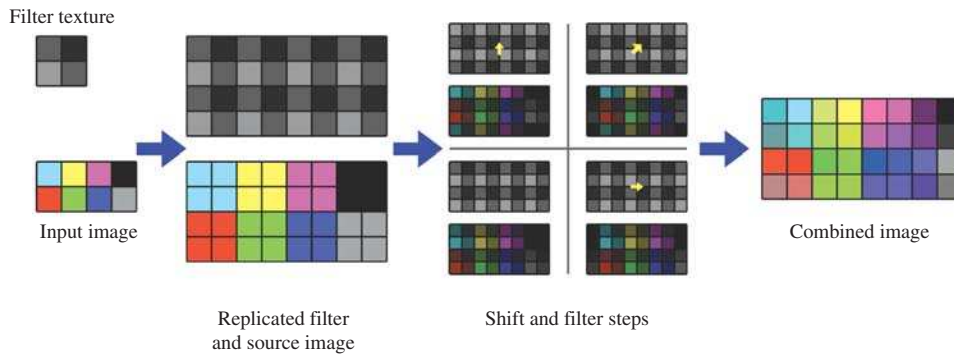 Filter texture
Input image
Replicated filter
and source image
Shift and filter steps
Combined image